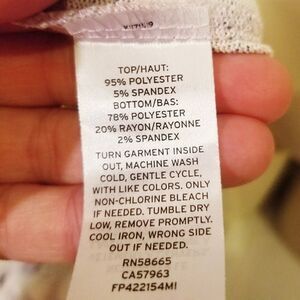 TOP/HAUT:
95% POLYESTER
5% SPANDEX
BOTTOM/BAS:
78% POLYESTER
20% RAYON/RAYONNE
2% SPANDEX
TURN GARMENT INSIDE
OUT, MACHINE WASH
COLD, GENTLE CYCLE,
WITH LIKE COLORS. ONLY
NON-CHLORINE BLEACH
IF NEEDED. TUMBLE DRY
LOW, REMOVE PROMPTLY.
COOL IRON, WRONG SIDE
OUT IF NEEDED.
RN58665
CA57963
FP422154MI